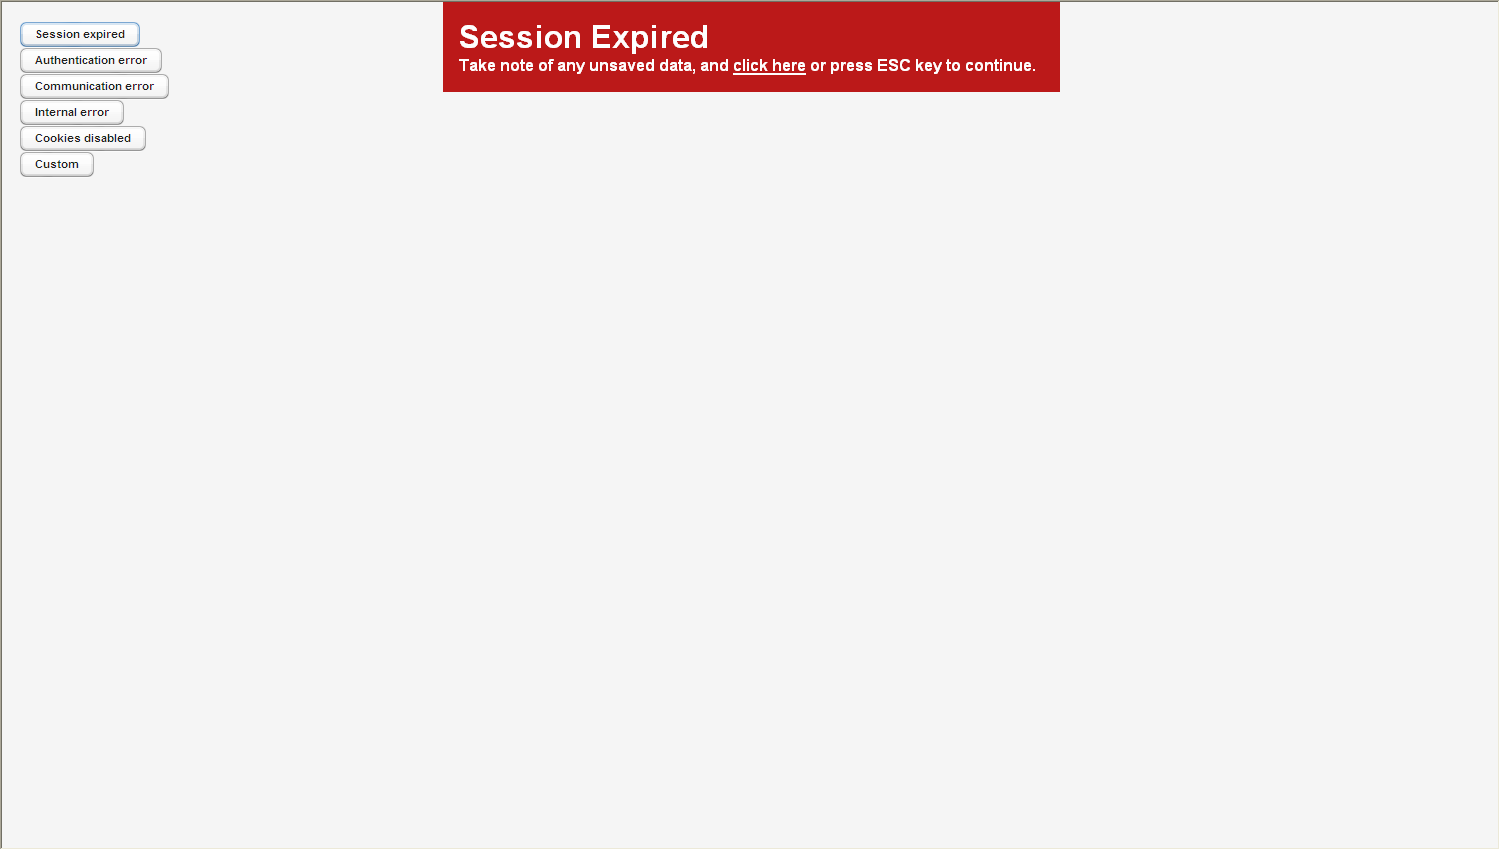 Session expired
Authentication error
Communication error
Internal error
Cookies disabled
Custom
Session Expired
Take note of any unsaved data, and click here or press ESC key to continue.